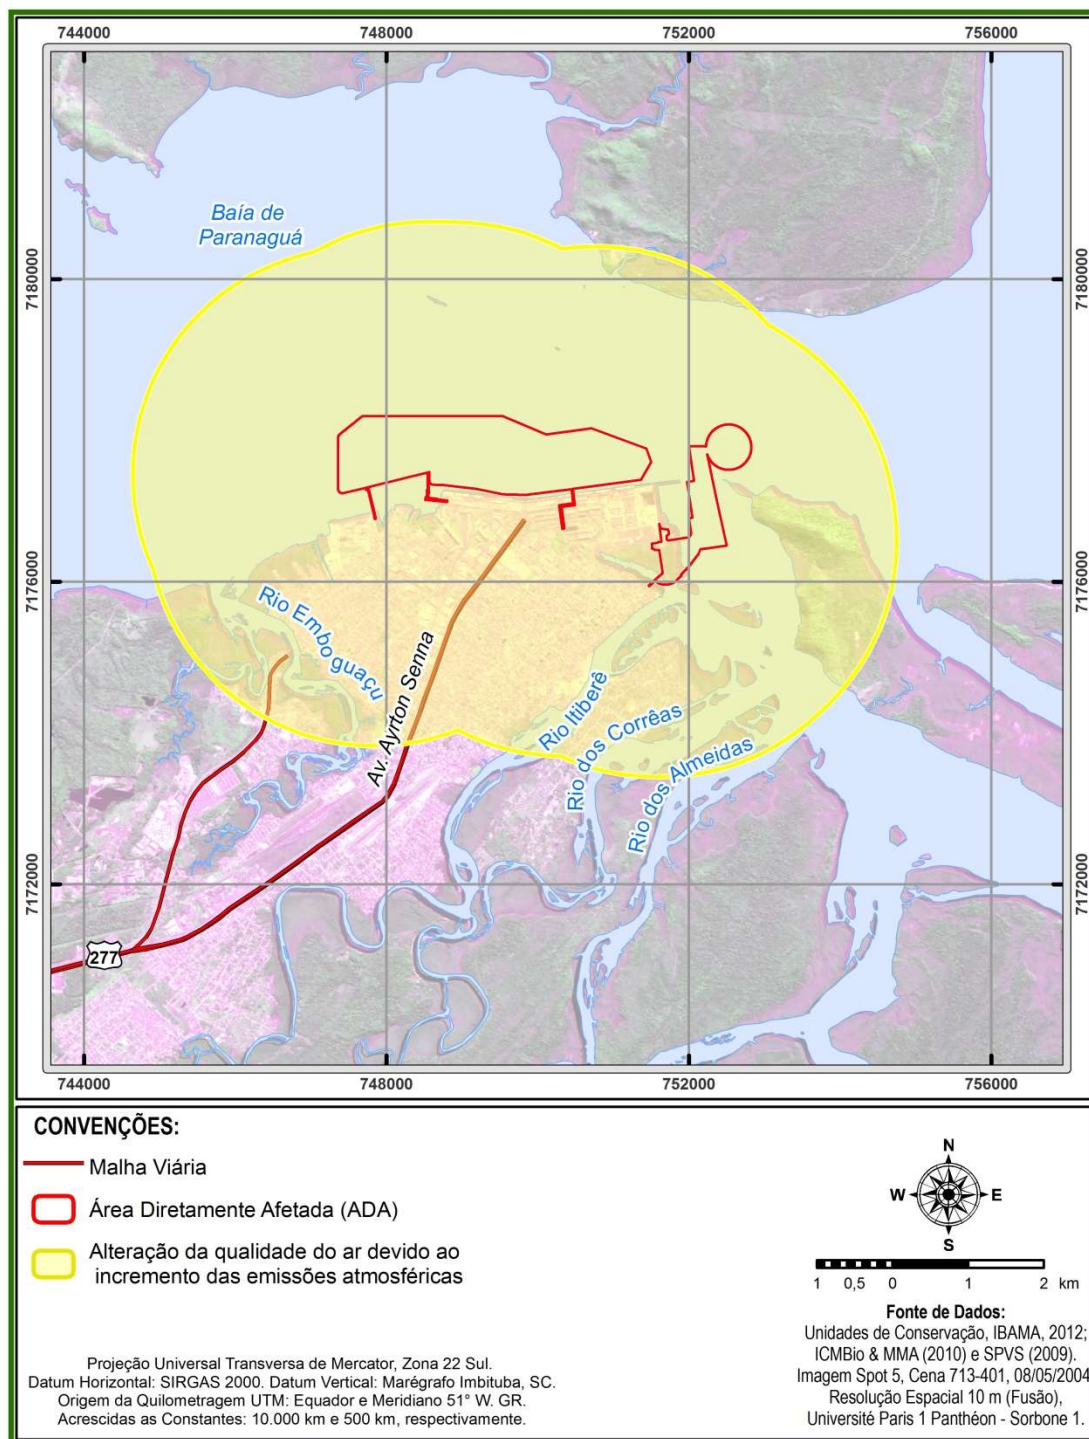 744000
748000
752000
756000
Baía de
Paranaguá
7180000
7180000
7176000
7176000
Rio Emboguaçu
Av. Ayrton Senna
Rio Itiberê
Rio dos Corrêas
Rio dos Almeidas
7172000
7172000
277
744000
748000
752000
756000
CONVENÇÕES:
Malha Viária
Área Diretamente Afetada (ADA)
Alteração da qualidade do ar devido ao
incremento das emissões atmosféricas
N
W
E
S
1 0,5 0 1 2 km
Fonte de Dados:
Unidades de Conservação, IBAMA, 2012;
ICMBio & MMA (2010) e SPVS (2009).
Imagem Spot 5, Cena 713-401, 08/05/2004
Resolução Espacial 10 m (Fusão),
Université Paris 1 Panthéon - Sorbone 1.
Projeção Universal Transversa de Mercator, Zona 22 Sul.
Datum Horizontal: SIRGAS 2000. Datum Vertical: Marégrafo Imbituba, SC.
Origem da Quilometragem UTM: Equador e Meridiano 51° W. GR.
Acrescidas as Constantes: 10.000 km e 500 km, respectivamente.